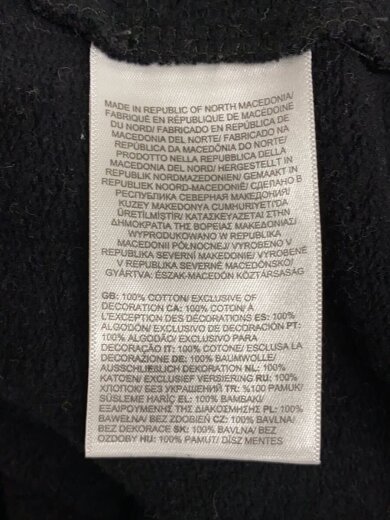 MADE IN REPUBLIC OF NORTH MACEDONIA/
FABRIQUÉ EN RÉPUBLIQUE DE MACÉDOINE
DU NORD/ FABRICADO EN REPÚBLICA DE
MACEDONIA DEL NORTE/ FABRICADO NA
REPÚBLICA DA MACEDÓNIA DO NORTE/
PRODOTTO NELLA REPUBBLICA DELLA
MACEDONIA DEL NORD/ HERGESTELLT IN
REPUBLIK NORDMAZEDONIEN/ GEMAAKT IN
REPUBLIEK NOORD-MACEDONIË/ СДЕЛАНО В
РЕСПУБЛИКА СЕВЕРНАЯ МАКЕДОНИЯ/
KUZEY MAKEDONYA CUMHURİYETİ'DA
ÜRETİLMİŞTİR/ ΚΑΤΑΣΚΕΥΑΖΕΤΑΙ ΣΤΗΝ
ΔΗΜΟΚΡΑΤΙΑ ΤΗΣ ΒΟΡΕΙΑΣ ΜΑΚΕΔΟΝΙΑΣ/
WYPRODUKOWANO W REPUBLIKA
MACEDONII PÓŁNOCNEJ/ VYROBENO V
REPUBLIKA SEVERNÍ MAKEDONIE/ VYROBENÉ
V REPUBLIKA SEVERNÉ MACEDÓNSKO/
GYÁRTVA: ÉSZAK-MACEDÓN KÖZTÁRSASÁG
GB: 100% COTTON/ EXCLUSIVE OF
DECORATION CA: 100% COTON/ À
L'EXCEPTION DES DÉCORATIONS ES: 100%
ALGODÓN/ EXCLUSIVO DE DECORACIÓN PT:
100% ALGODÃO/ EXCLUSIVO PARA
DECORAÇÃO IT: 100% COTONE/ ESCLUSA LA
DECORAZIONE DE: 100% BAUMWOLLE/
AUSSCHLIESSLICH DEKORATION NL: 100%
KATOEN/ EXCLUSIEF VERSIERING RU: 100%
ХЛОПОК/ БЕЗ УКРАШЕНИЙ TR: %100 PAMUK/
SÜSLEME HARİÇ EL: 100% ΒΑΜΒΑΚΙ/
ΕΞΑΙΡΟΥΜΕΝΗΣ ΤΗΣ ΔΙΑΚΟΣΜΗΣΗΣ PL: 100%
BAWEŁNA/ BEZ ZDOBIEŃ CZ: 100% BAVLNA/
BEZ DEKORACE SK: 100% BAVLNA/ BEZ
OZDOBY HU: 100% PAMUT/ DÍSZ MENTES